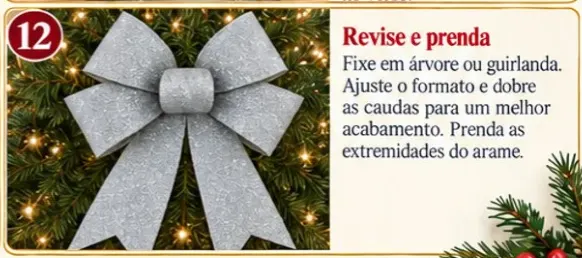 12
Revise e prenda
Fixe em árvore ou guirlanda.
Ajuste o formato e dobre
as caudas para um melhor
acabamento. Prenda as
extremidades do arame.